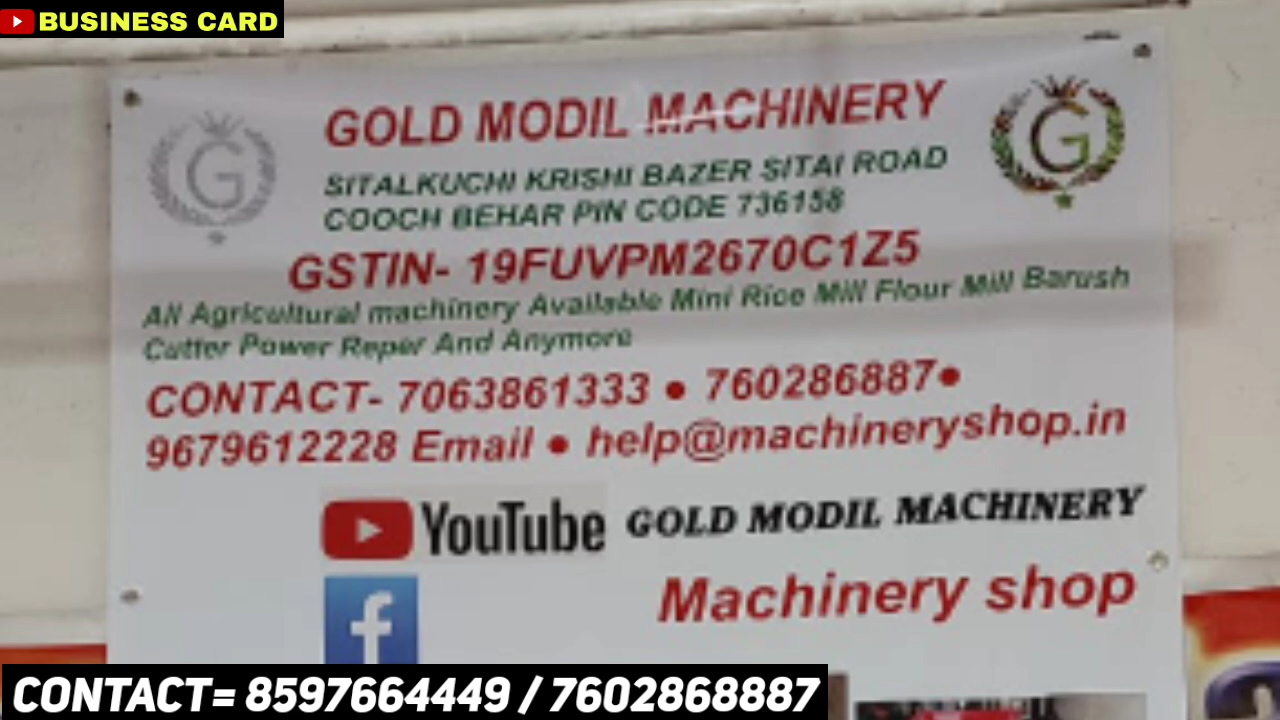 BUSINESS CARD
GOLD MODIL MACHINERY
SITALKUCHI KRISHI BAZER SITAI ROAD
COOCH BEHAR PIN CODE 736158
GSTIN- 19FUVPM2670C1Z5
All Agricultural machinery Available Mini Rice Mill Flour Mill Barush
Cutter Power Reper And Anymore
CONTACT- 7063861333 ● 760286887●
9679612228 Email ● help@machineryshop.in
YouTube GOLD MODIL MACHINERY
f Machinery shop
CONTACT= 8597664449 / 7602868887
G
G